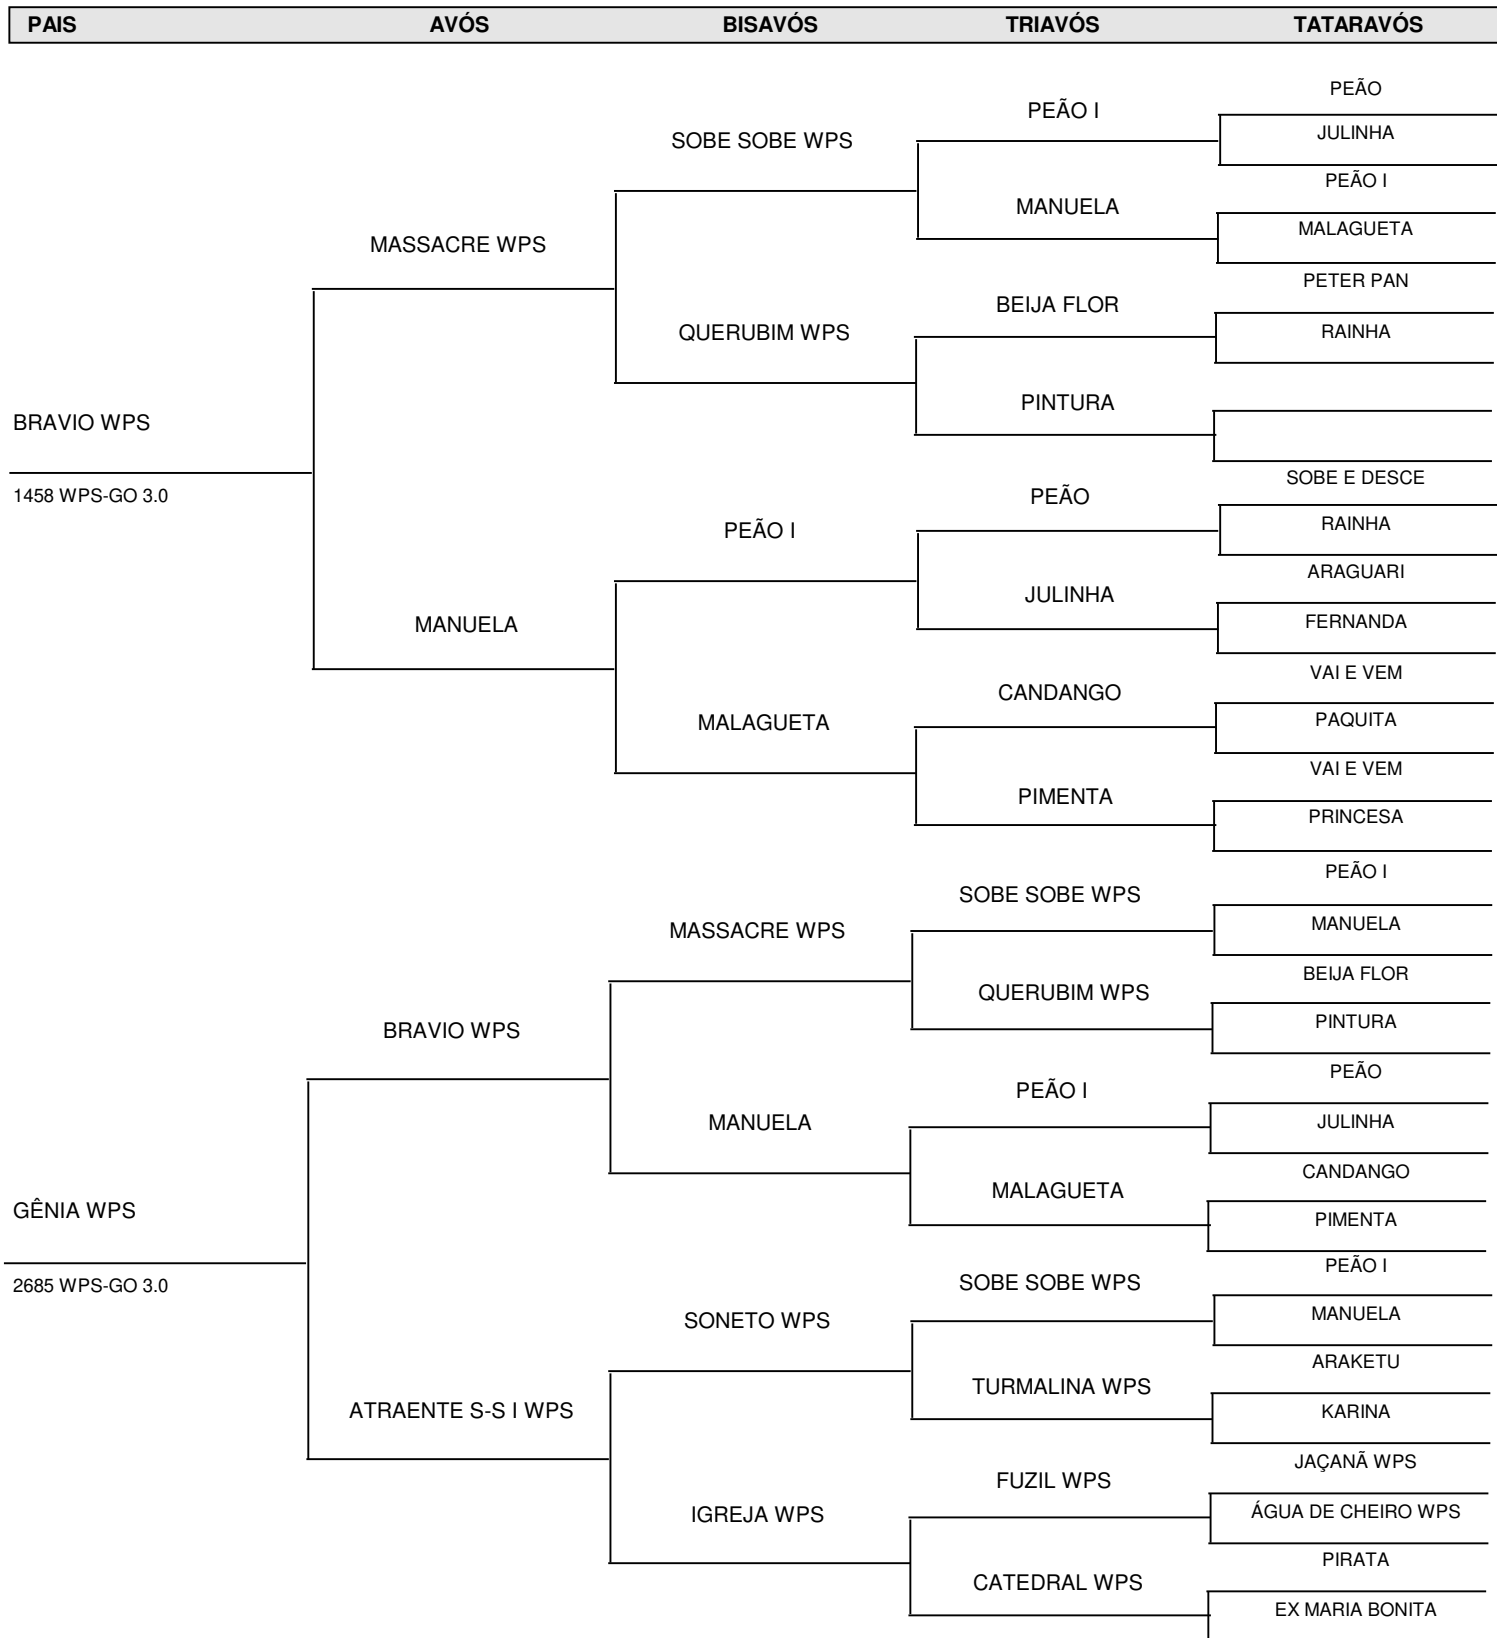 PAIS AVÓS BISAVÓS TRIAVÓS TATARAVÓS
PEÃO
PEÃO I
JULINHA
SOBE SOBE WPS
PEÃO I
MANUELA
MALAGUETA
MASSACRE WPS
PETER PAN
BEIJA FLOR
QUERUBIM WPS
RAINHA
PINTURA
BRAVIO WPS
SOBE E DESCE
1458 WPS-GO 3.0
PEÃO
RAINHA
PEÃO I
ARAGUARI
JULINHA
MANUELA
FERNANDA
VAI E VEM
CANDANGO
MALAGUETA
PAQUITA
VAI E VEM
PIMENTA
PRINCESA
PEÃO I
SOBE SOBE WPS
MASSACRE WPS
MANUELA
BEIJA FLOR
QUERUBIM WPS
BRAVIO WPS
PINTURA
PEÃO
PEÃO I
MANUELA
JULINHA
CANDANGO
MALAGUETA
GÊNIA WPS
PIMENTA
PEÃO I
2685 WPS-GO 3.0
SOBE SOBE WPS
SONETO WPS
MANUELA
ARAKETU
TURMALINA WPS
ATRAENTE S-S I WPS
KARINA
JAÇANÃ WPS
FUZIL WPS
IGREJA WPS
ÁGUA DE CHEIRO WPS
PIRATA
CATEDRAL WPS
EX MARIA BONITA